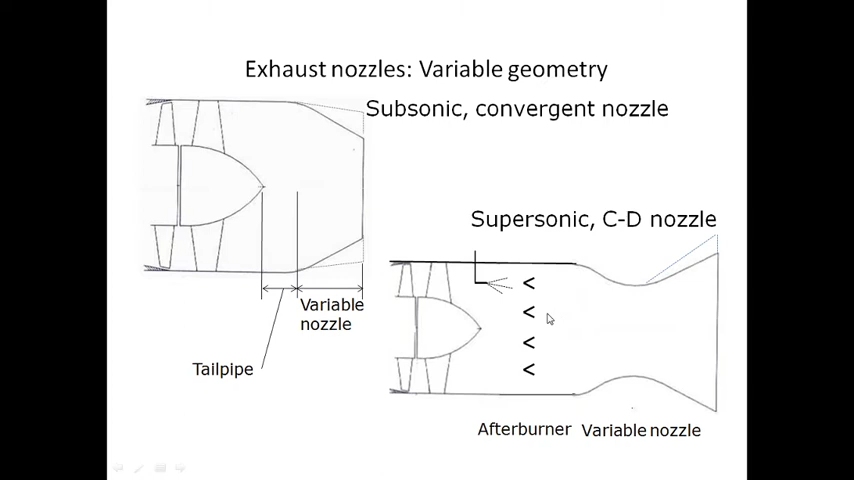 Exhaust nozzles: Variable geometry
Subsonic, convergent nozzle
Supersonic, C-D nozzle
Variable
nozzle
Tailpipe
Afterburner
Variable nozzle